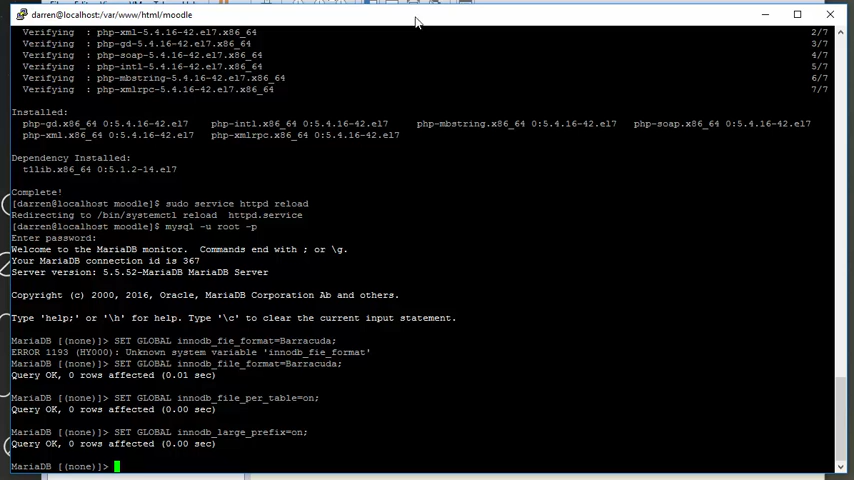 darren@localhost:/var/www/html/moodle
Verifying : php-xml-5.4.16-42.el7.x86_64 2/7
Verifying : php-gd-5.4.16-42.el7.x86_64 3/7
Verifying : php-soap-5.4.16-42.el7.x86_64 4/7
Verifying : php-intl-5.4.16-42.el7.x86_64 5/7
Verifying : php-mbstring-5.4.16-42.el7.x86_64 6/7
Verifying : php-xmlrpc-5.4.16-42.el7.x86_64 7/7
Installed:
php-gd.x86_64 0:5.4.16-42.el7 php-intl.x86_64 0:5.4.16-42.el7 php-mbstring.x86_64 0:5.4.16-42.el7 php-soap.x86_64 0:5.4.16-42.el7
php-xml.x86_64 0:5.4.16-42.el7 php-xmlrpc.x86_64 0:5.4.16-42.el7
Dependency Installed:
t1lib.x86_64 0:5.1.2-14.el7
Complete!
[darren@localhost moodle]$ sudo service httpd reload
Redirecting to /bin/systemctl reload httpd.service
[darren@localhost moodle]$ mysql -u root -p
Enter password:
Welcome to the MariaDB monitor. Commands end with ; or \g.
Your MariaDB connection id is 367
Server version: 5.5.52-MariaDB MariaDB Server
Copyright (c) 2000, 2016, Oracle, MariaDB Corporation Ab and others.
Type 'help;' or '\h' for help. Type '\c' to clear the current input statement.
MariaDB [(none)]> SET GLOBAL innodb_fie_format=Barracuda;
ERROR 1193 (HY000): Unknown system variable 'innodb_fie_format'
MariaDB [(none)]> SET GLOBAL innodb_file_format=Barracuda;
Query OK, 0 rows affected (0.01 sec)
MariaDB [(none)]> SET GLOBAL innodb_file_per_table=on;
Query OK, 0 rows affected (0.00 sec)
MariaDB [(none)]> SET GLOBAL innodb_large_prefix=on;
Query OK, 0 rows affected (0.00 sec)
MariaDB [(none)]>